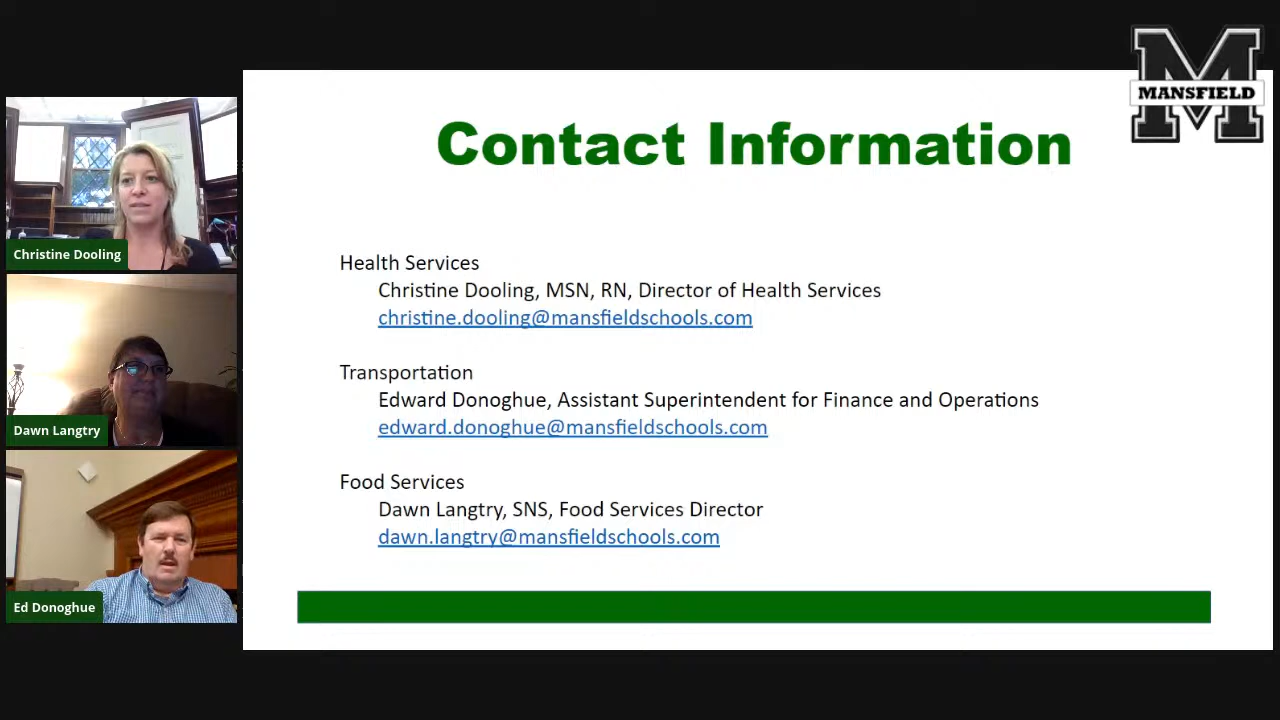 MANSFIELD
Contact Information
Christine Dooling
Dawn Langtry
Ed Donoghue
Health Services
Christine Dooling, MSN, RN, Director of Health Services
christine.dooling@mansfieldschools.com
Transportation
Edward Donoghue, Assistant Superintendent for Finance and Operations
edward.donoghue@mansfieldschools.com
Food Services
Dawn Langtry, SNS, Food Services Director
dawn.langtry@mansfieldschools.com